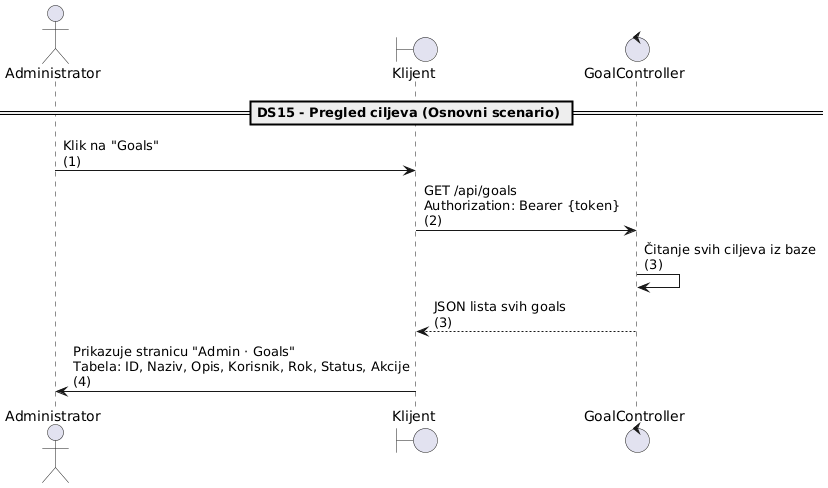 Administrator
Klijent
GoalController
DS15 - Pregled ciljeva (Osnovni scenario)
Klik na "Goals"
(1)
GET /api/goals
Authorization: Bearer {token}
(2)
Čitanje svih ciljeva iz baze
(3)
JSON lista svih goals
(3)
Prikazuje stranicu "Admin · Goals"
Tabela: ID, Naziv, Opis, Korisnik, Rok, Status, Akcije
(4)
Administrator
Klijent
GoalController